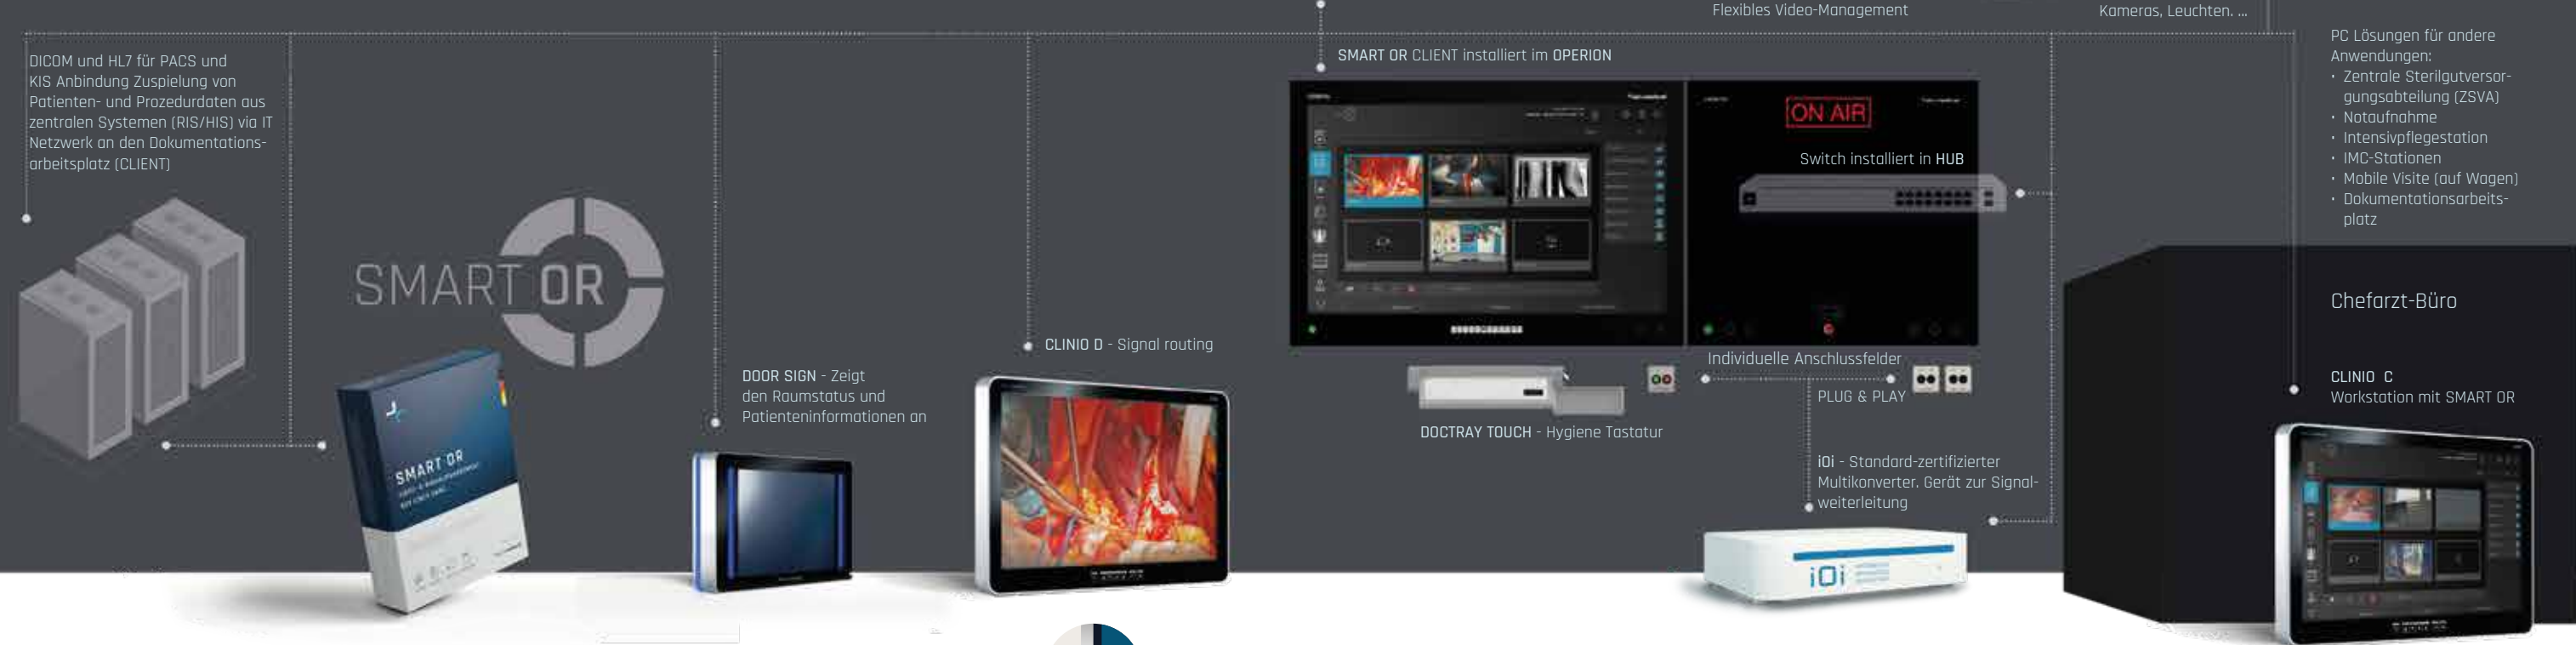 Flexibles Video-Management
Kameras, Leuchten. ...
DICOM und HL7 für PACS und
KIS Anbindung Zuspielung von
Patienten- und Prozedurdaten aus
zentralen Systemen (RIS/HIS) via IT
Netzwerk an den Dokumentations-
arbeitsplatz (CLIENT)
SMART OR
SMART OR
DOOR SIGN - Zeigt
den Raumstatus und
Patienteninformationen an
CLINIO D - Signal routing
SMART OR CLIENT installiert im OPERION
ON AIR
Switch installiert in HUB
Individuelle Anschlussfelder
PLUG & PLAY
DOCTRAY TOUCH - Hygiene Tastatur
iOi - Standard-zertifizierter
Multikonverter. Gerät zur Signal-
weiterleitung
iOi
PC Lösungen für andere
Anwendungen:
• Zentrale Sterilgutversor-
gungsabteilung (ZSVA)
• Notaufnahme
• Intensivpflegestation
• IMC-Stationen
• Mobile Visite (auf Wagen)
• Dokumentationsarbeits-
platz
Chefarzt-Büro
CLINIO C
Workstation mit SMART OR